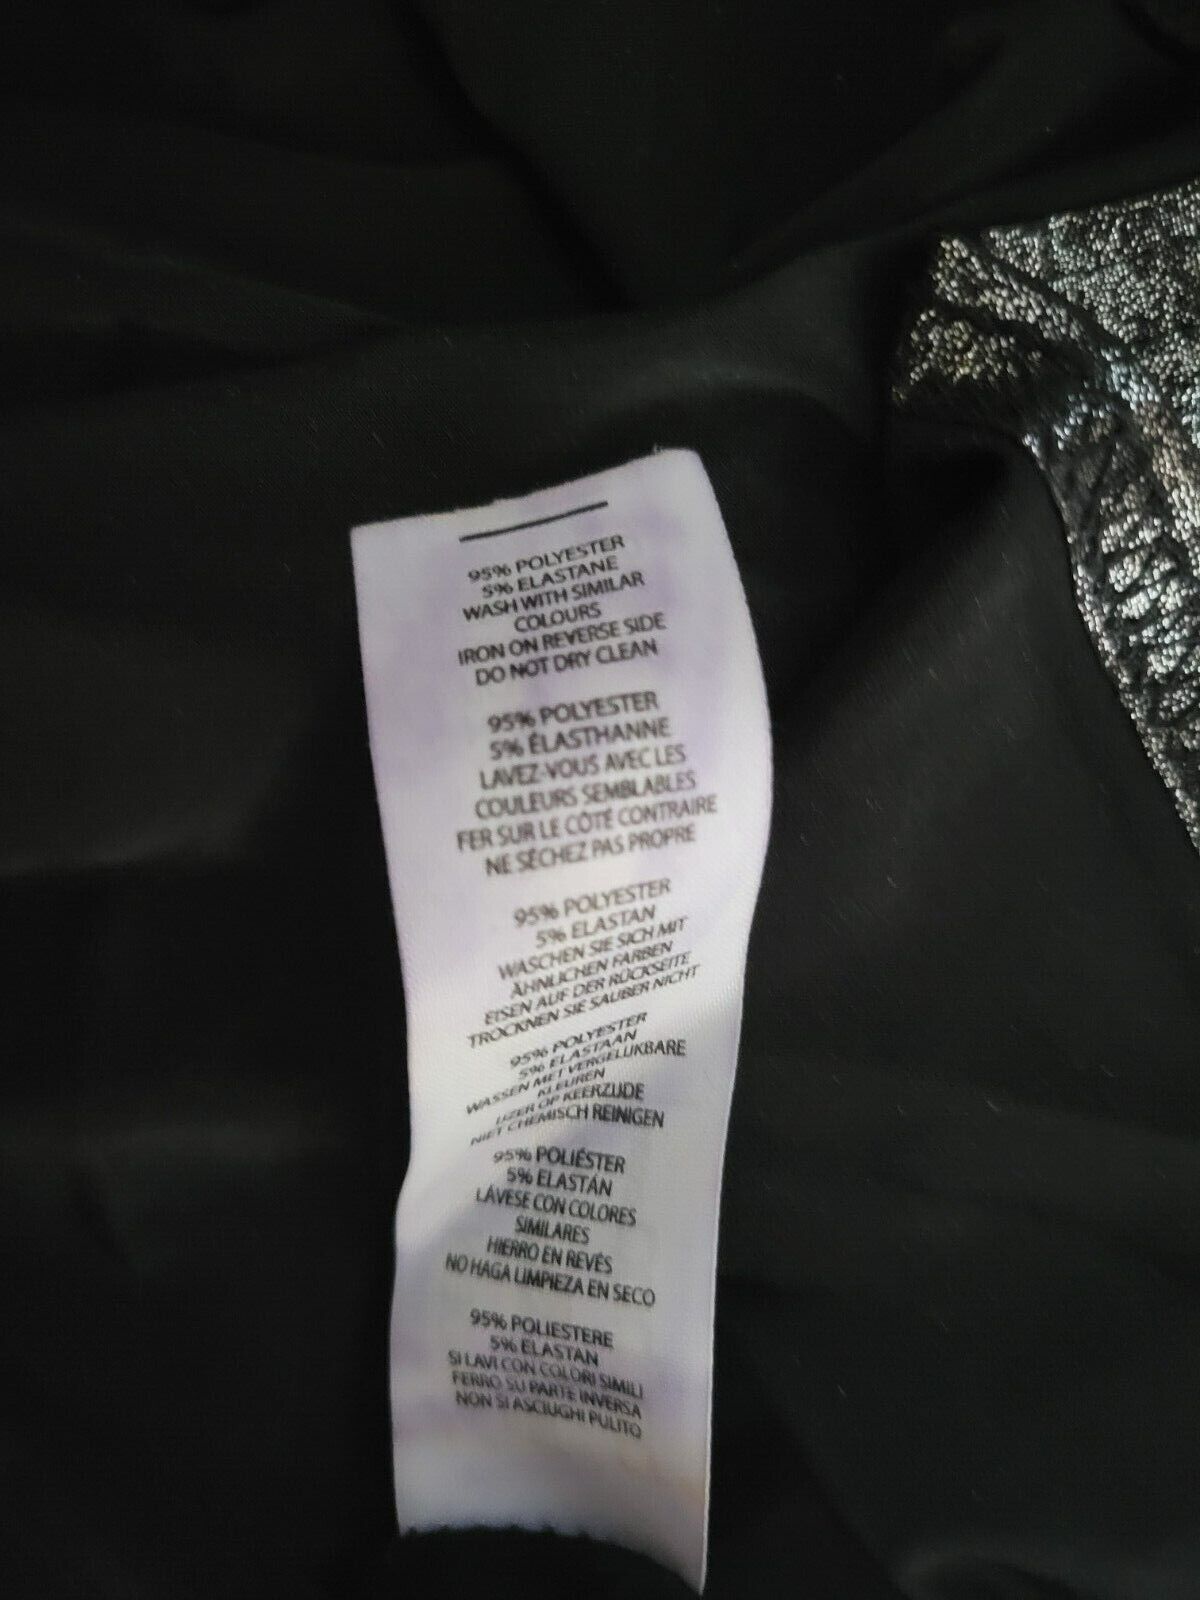 95% POLYESTER
5% ELASTANE
WASH WITH SIMILAR
COLOURS
IRON ON REVERSE SIDE
DO NOT DRY CLEAN
95% POLYESTER
5% ÉLASTHANNE
LAVEZ-VOUS AVEC LES
COULEURS SEMBLABLES
FER SUR LE CÔTÉ CONTRAIRE
NE SÉCHEZ PAS PROPRE
95% POLYESTER
5% ELASTAN
WASCHEN SIE SICH MIT
ÄHNLICHEN FARBEN
EISEN AUF DER RÜCKSEITE
TROCKNEN SIE SAUBER NICHT
95% POLYESTER
5% ELASTAAN
WASSEN MET VERGELIJKBARE
KLEUREN
IJZER OP KEERZIJDE
NIET CHEMISCH REINIGEN
95% POLIÉSTER
5% ELASTÁN
LÁVESE CON COLORES
SIMILARES
HIERRO EN REVÉS
NO HAGA LIMPIEZA EN SECO
95% POLIESTERE
5% ELASTAN
SI LAVI CON COLORI SIMILI
FERRO SU PARTE INVERSA
NON SI ASCIUGHI PULITO